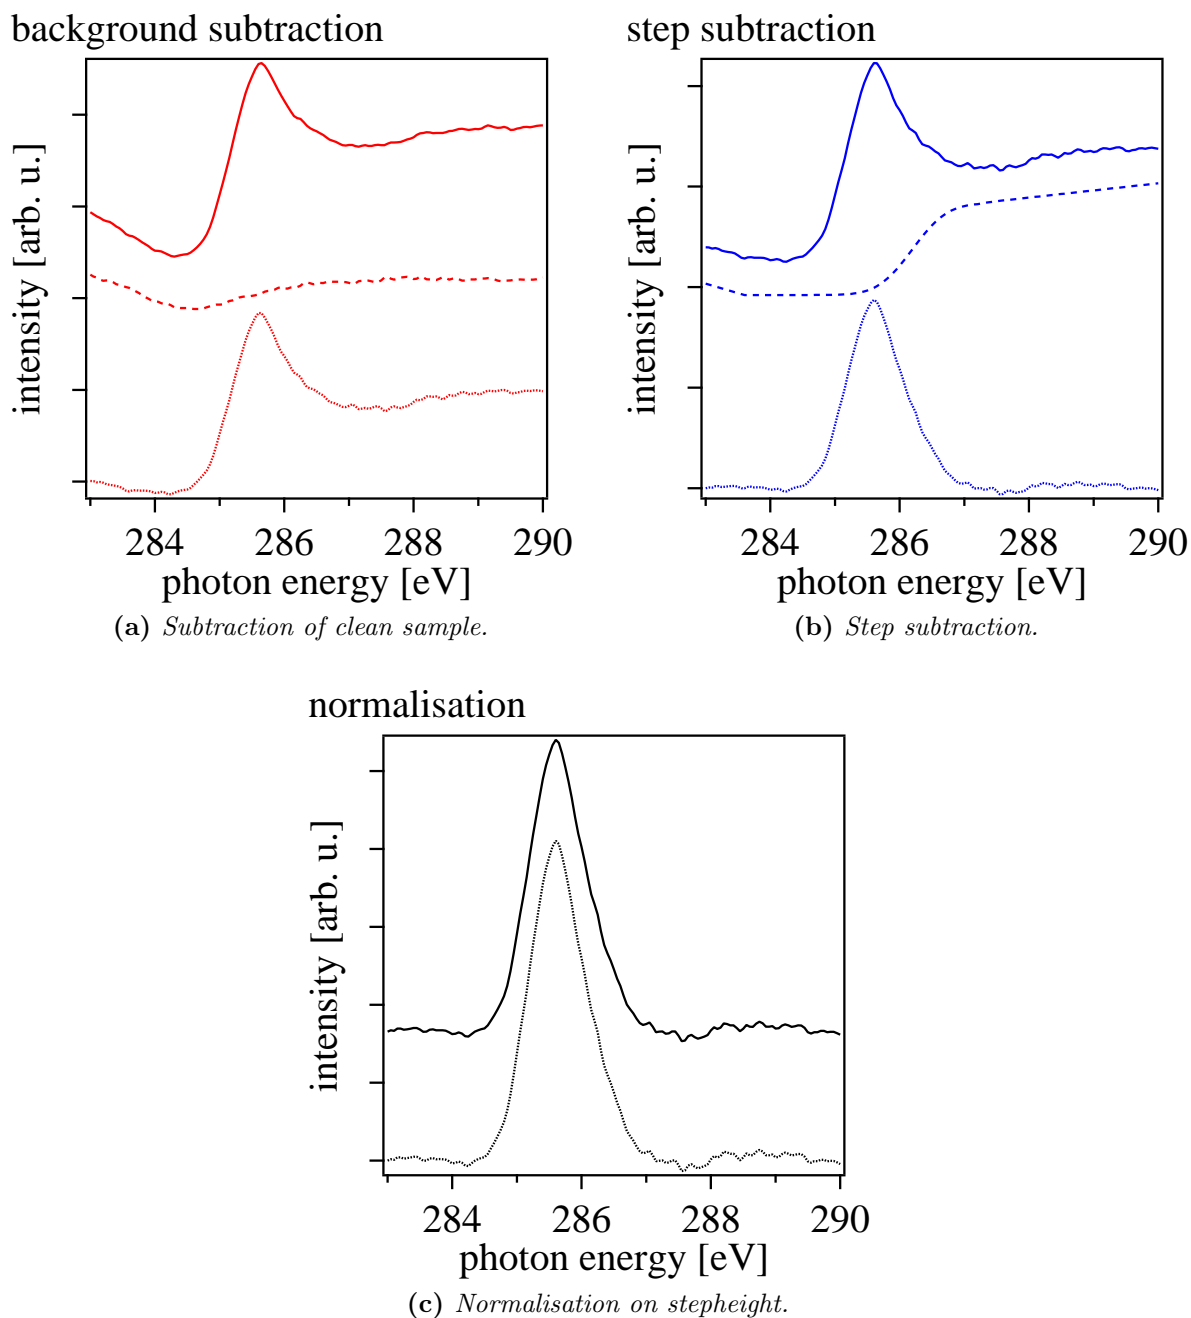 background subtraction
intensity [arb. u.]
284 286 288 290
photon energy [eV]
(a) Subtraction of clean sample.
step subtraction
intensity [arb. u.]
284 286 288 290
photon energy [eV]
(b) Step subtraction.
normalisation
intensity [arb. u.]
284 286 288 290
photon energy [eV]
(c) Normalisation on stepheight.